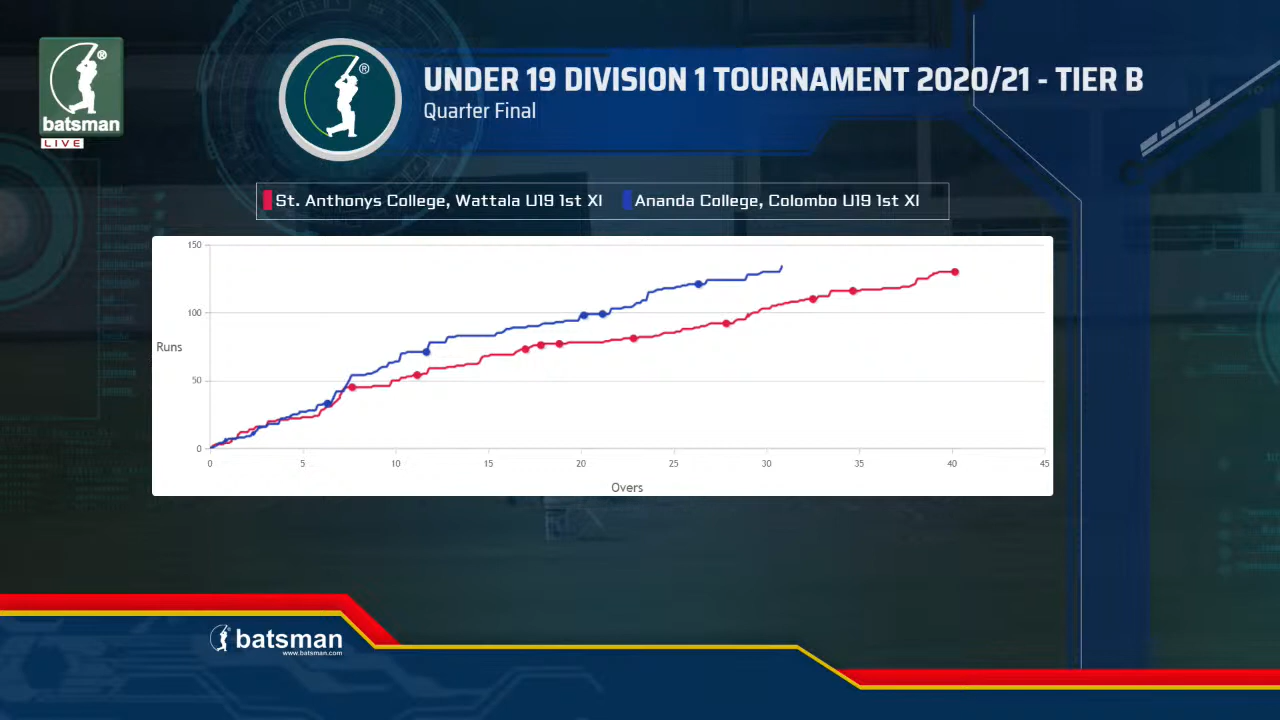 batsman
LIVE
UNDER 19 DIVISION 1 TOURNAMENT 2020/21 - TIER B
Quarter Final
St. Anthonys College, Wattala U19 1st XI
Ananda College, Colombo U19 1st XI
150
100
Runs
50
0
0 5 10 15 20 25 30 35 40 45
Overs
batsman
www.batsman.com